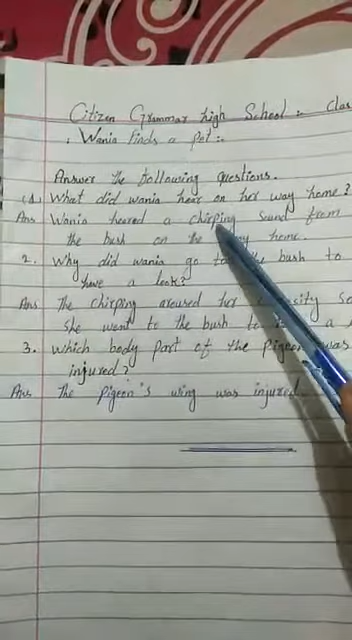 Citizen Grammar high School :. Clas
. Wania finds a pet :.
Answer the following questions.
(1. What did wania hear on her way home?
Ans Wania heared a chirping sound from
the bush on the home.
2. Why did wania go to the bush to
have a look?
Ans The chirping aroused her so
she went to the bush to a
3. Which body part of the pigeon was
injured?
Ans The pigeon's wing was injured.